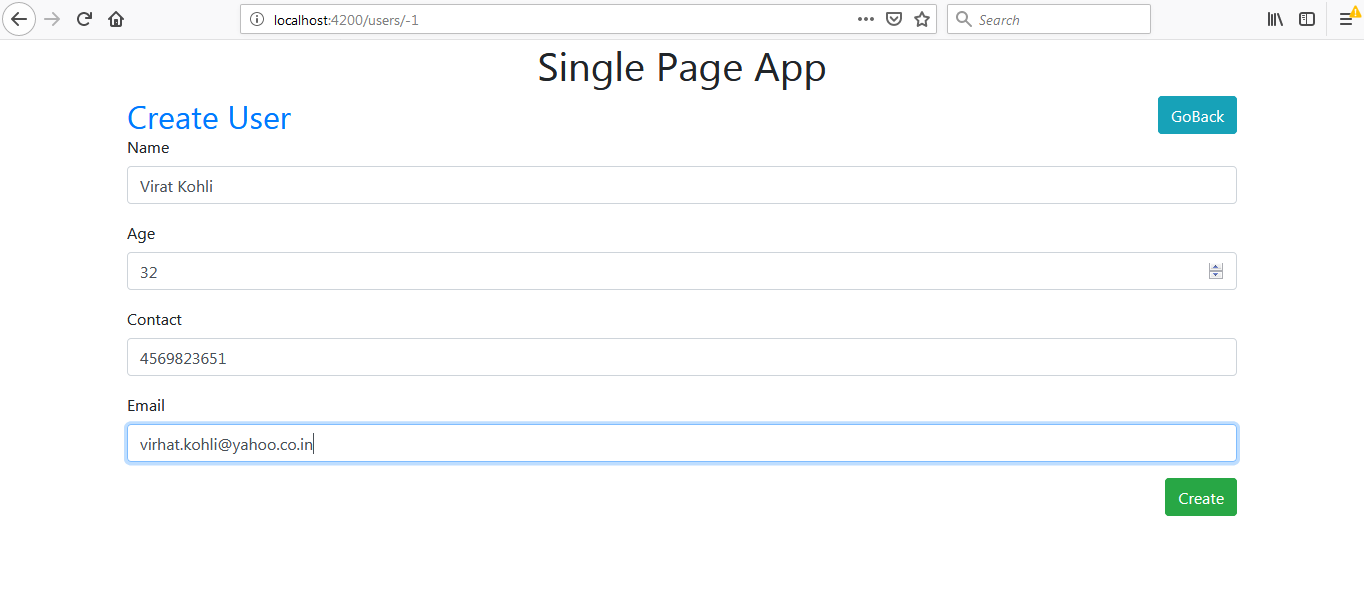 localhost:4200/users/-1
Search
Single Page App
Create User
GoBack
Name
Virat Kohli
Age
32
Contact
4569823651
Email
virhat.kohli@yahoo.co.in
Create